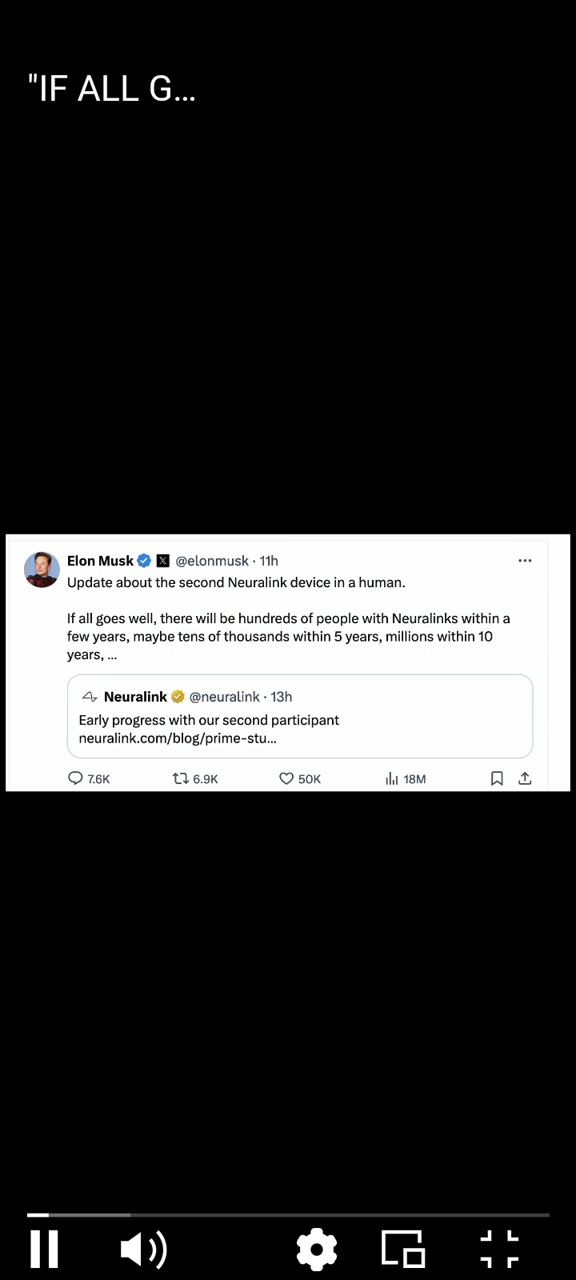 "IF ALL G...
Elon Musk @elonmusk · 11h
Update about the second Neuralink device in a human.
If all goes well, there will be hundreds of people with Neuralinks within a
few years, maybe tens of thousands within 5 years, millions within 10
years, ...
Neuralink @neuralink · 13h
Early progress with our second participant
neuralink.com/blog/prime-stu...
7.6K 6.9K 50K 18M